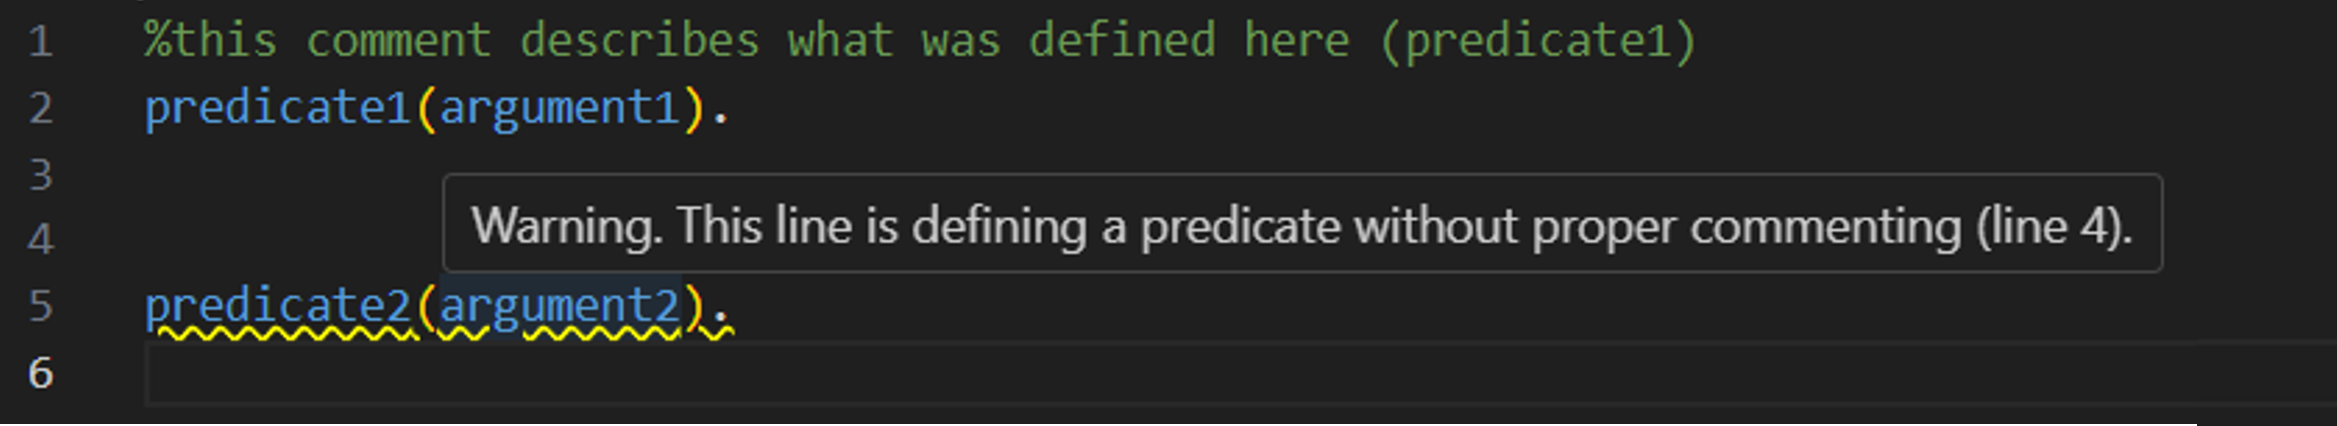 1 %this comment describes what was defined here (predicate1)
2 predicate1(argument1).
3
Warning. This line is defining a predicate without proper commenting (line 4).
4
5 predicate2(argument2).
6